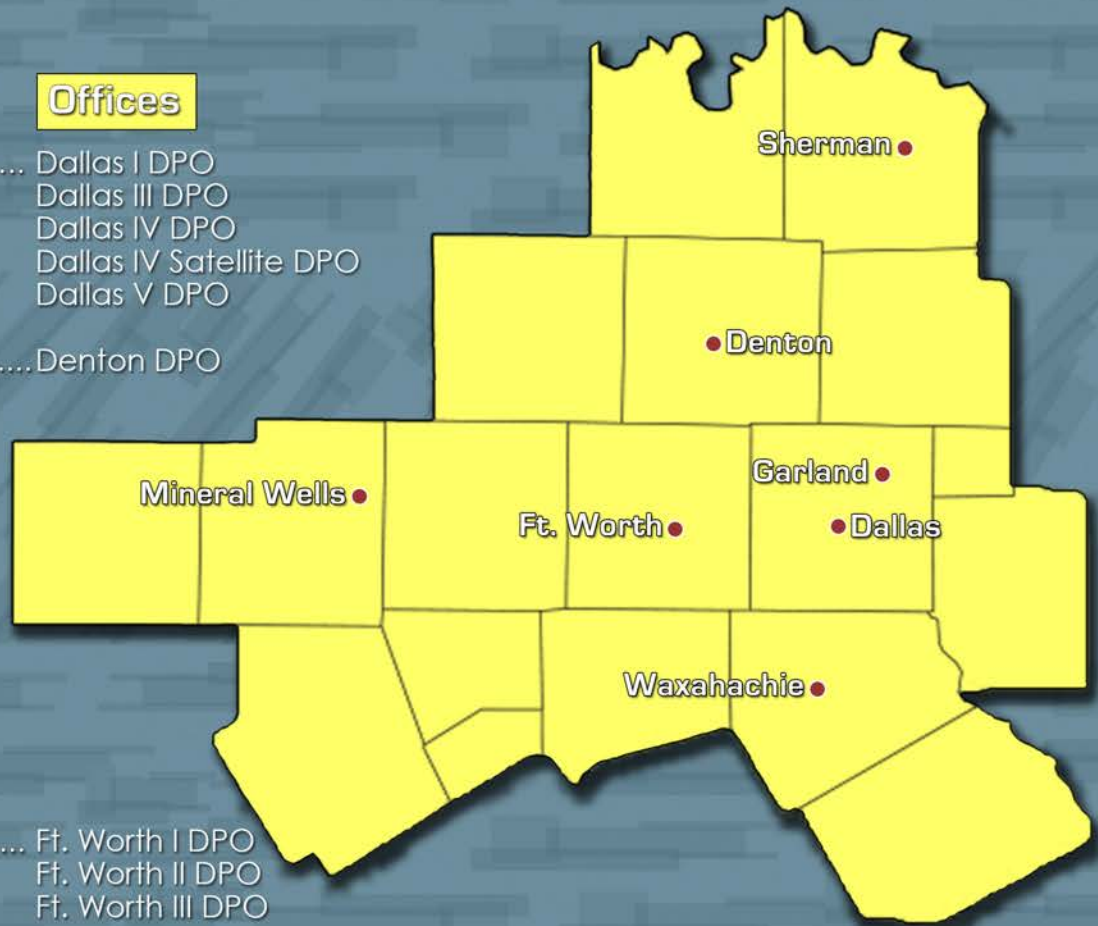 Offices
... Dallas I DPO
Dallas III DPO
Dallas IV DPO
Dallas IV Satellite DPO
Dallas V DPO
....Denton DPO
Sherman
Denton
Garland
Mineral Wells
Ft. Worth
Dallas
Waxahachie
... Ft. Worth I DPO
Ft. Worth II DPO
Ft. Worth III DPO